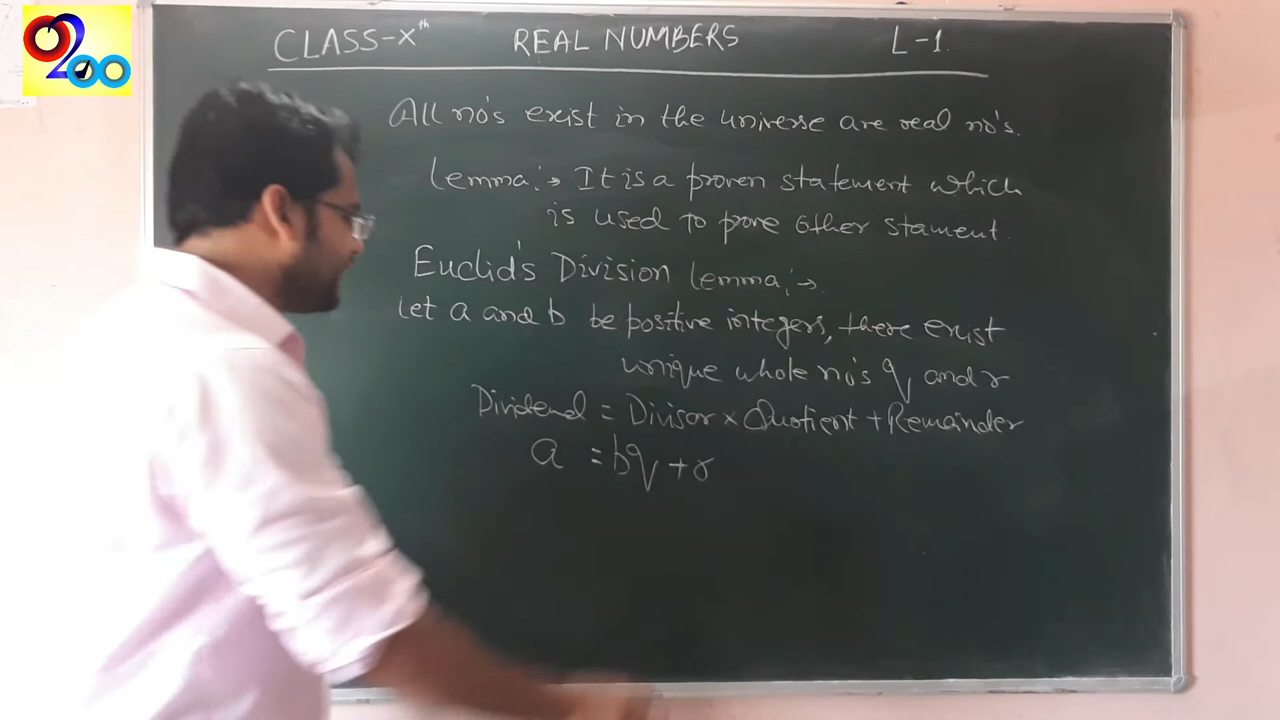 0200
CLASS-Xth REAL NUMBERS L-1.
All no's exist in the universe are real no's.
Lemma:→ It is a proven statement which
is used to prove other stament.
Euclid's Division Lemma:→
Let a and b be positive integers, there exist
unique whole no's q and r
Dividend = Divisor × Quotient + Remainder
a = bq + r